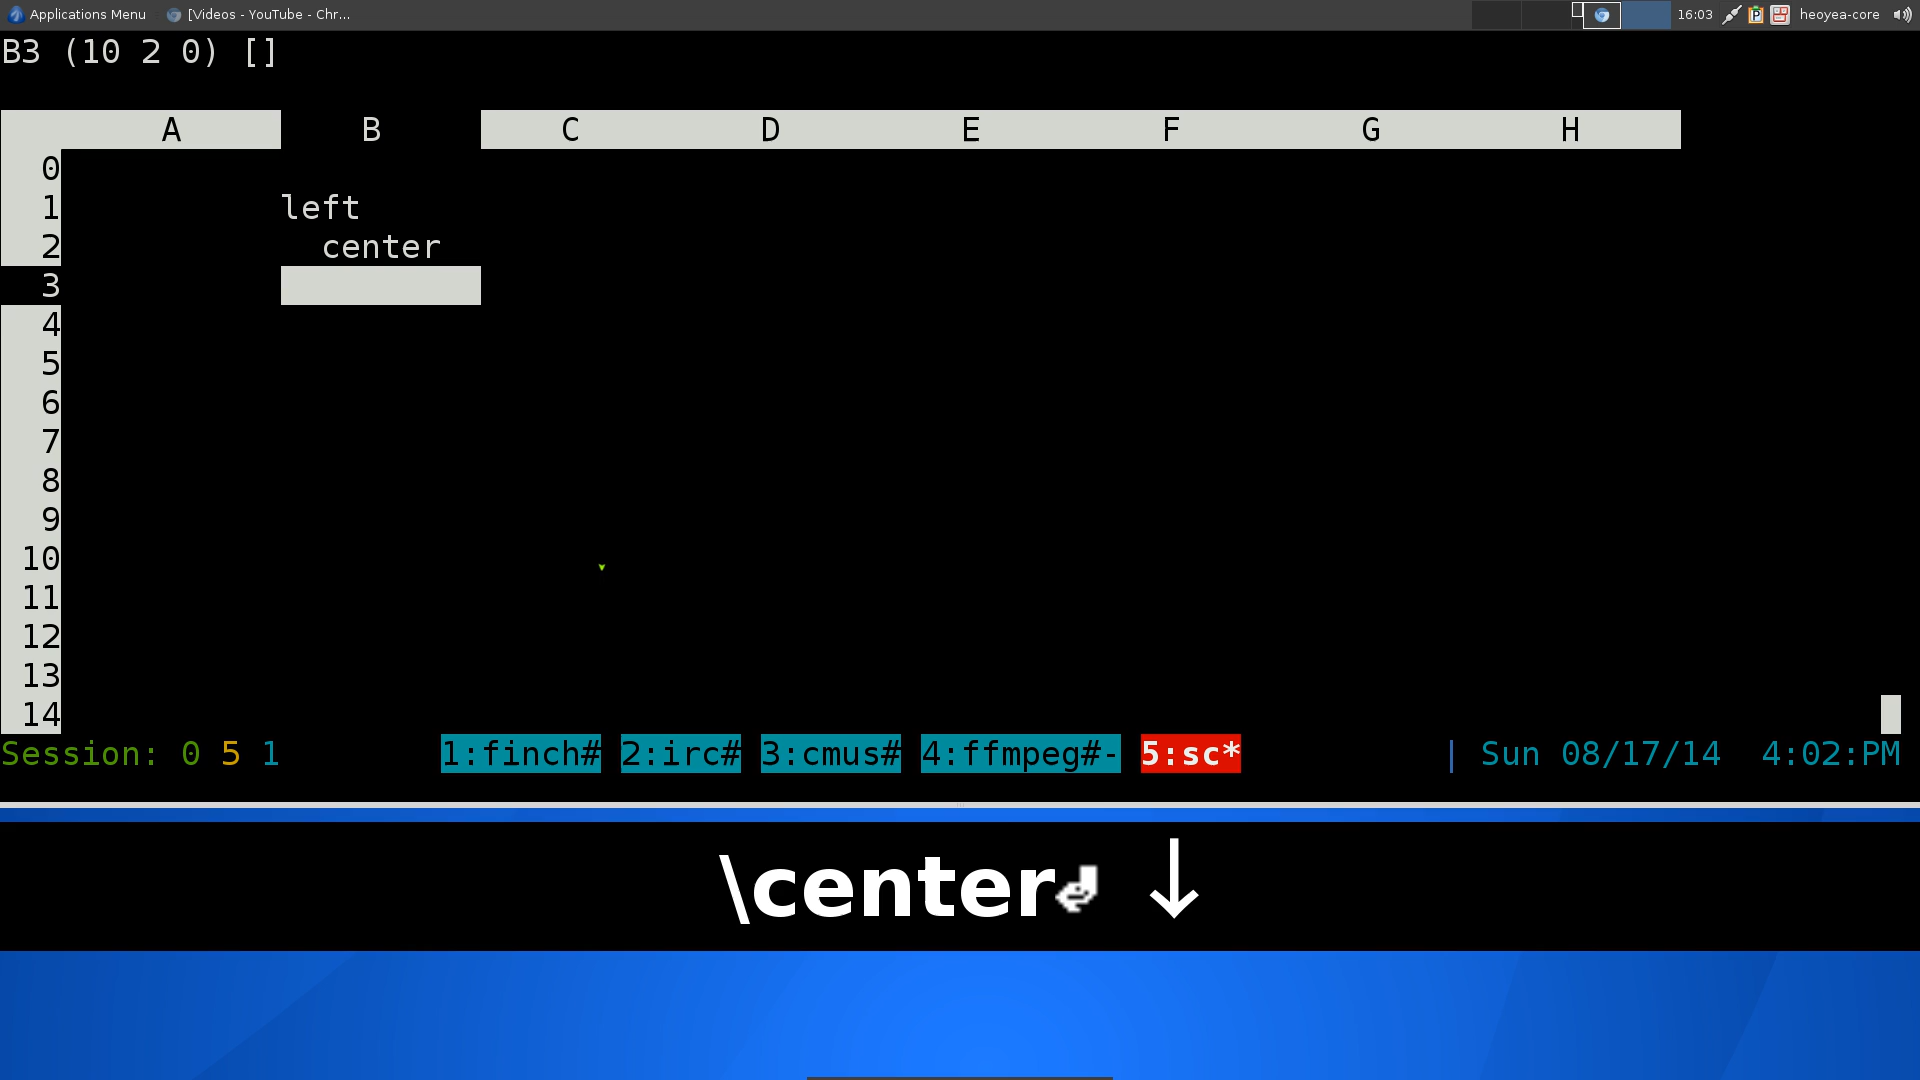 Applications Menu [Videos - YouTube - Chr... 16:03 heoyea-core
B3 (10 2 0) []
A B C D E F G H
0
1 left
2 center
3
4
5
6
7
8
9
10
11
12
13
14
Session: 0 5 1 1:finch# 2:irc# 3:cmus# 4:ffmpeg#- 5:sc* | Sun 08/17/14 4:02:PM
\center↵ ↓